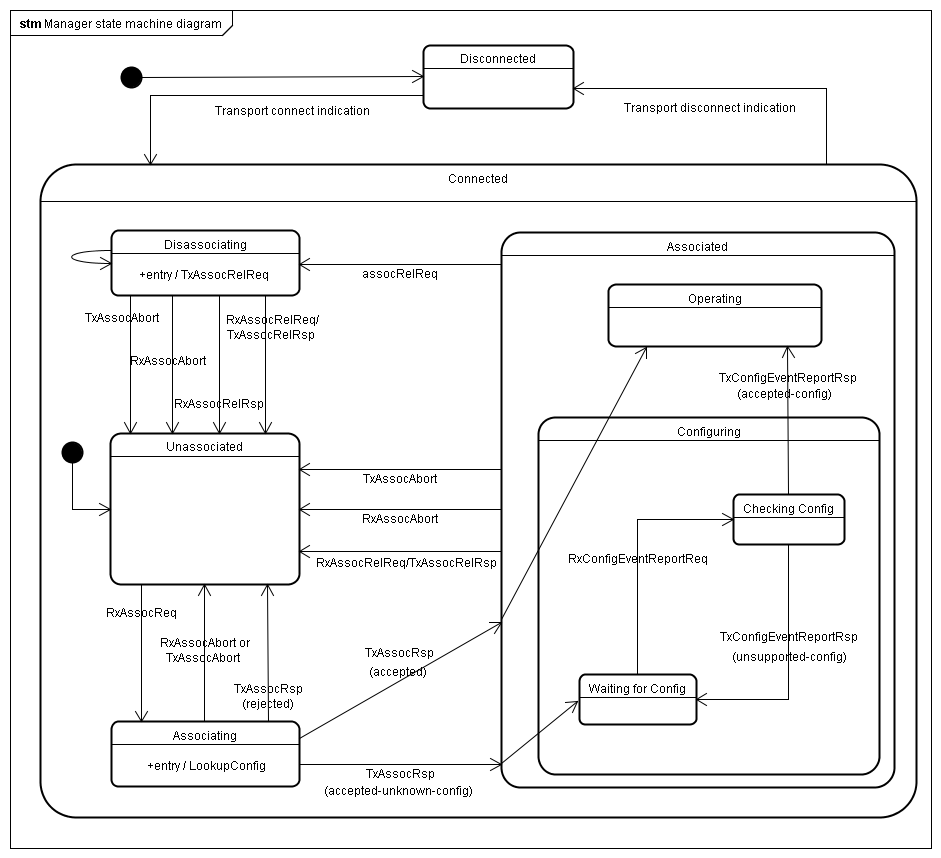 stm Manager state machine diagram
Disconnected
Transport connect indication
Transport disconnect indication
Connected
Disassociating
+entry / TxAssocRelReq
assocRelReq
Associated
Operating
TxAssocAbort
RxAssocAbort
RxAssocRelReq/
TxAssocRelRsp
RxAssocRelRsp
TxConfigEventReportRsp
(accepted-config)
Unassociated
Configuring
TxAssocAbort
RxAssocAbort
RxAssocRelReq/TxAssocRelRsp
Checking Config
RxConfigEventReportReq
TxConfigEventReportRsp
(unsupported-config)
Waiting for Config
RxAssocReq
RxAssocAbort or
TxAssocAbort
TxAssocRsp
(rejected)
TxAssocRsp
(accepted)
Associating
+entry / LookupConfig
TxAssocRsp
(accepted-unknown-config)